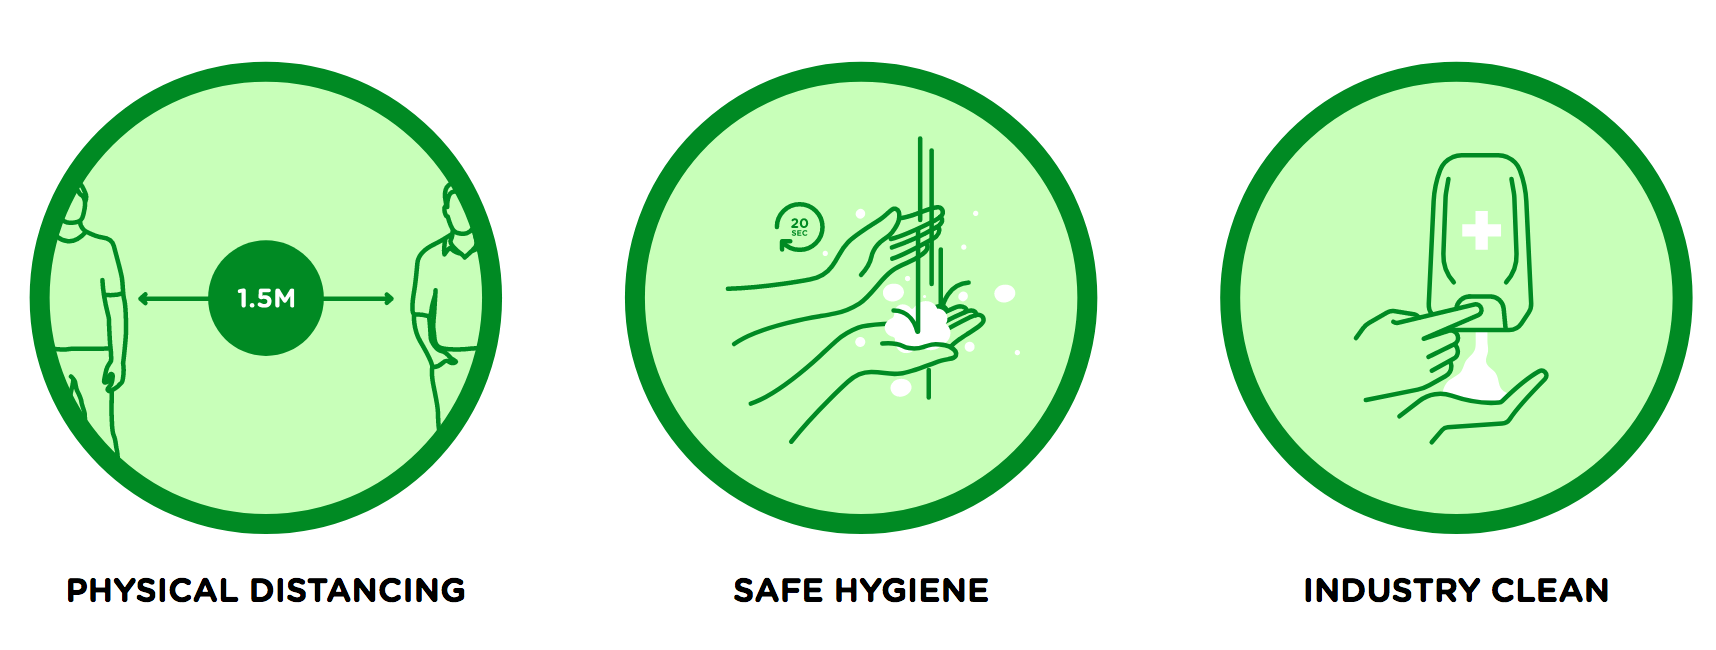 1.5M
20
SEC
PHYSICAL DISTANCING
SAFE HYGIENE
INDUSTRY CLEAN